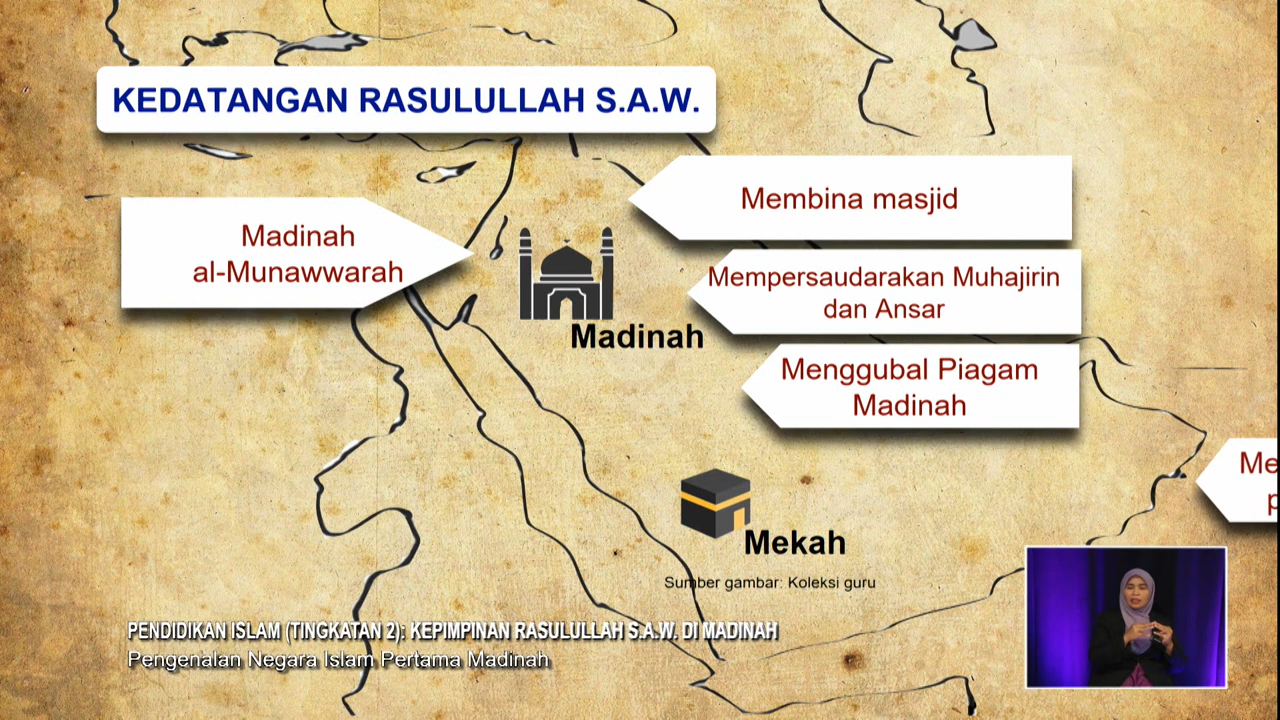 KEDATANGAN RASULULLAH S.A.W.
Madinah
al-Munawwarah
Membina masjid
Mempersaudarakan Muhajirin
dan Ansar
Menggubal Piagam
Madinah
Madinah
Mekah
Sumber gambar: Koleksi guru
PENDIDIKAN ISLAM (TINGKATAN 2): KEPIMPINAN RASULULLAH S.A.W. DI MADINAH
Pengenalan Negara Islam Pertama Madinah